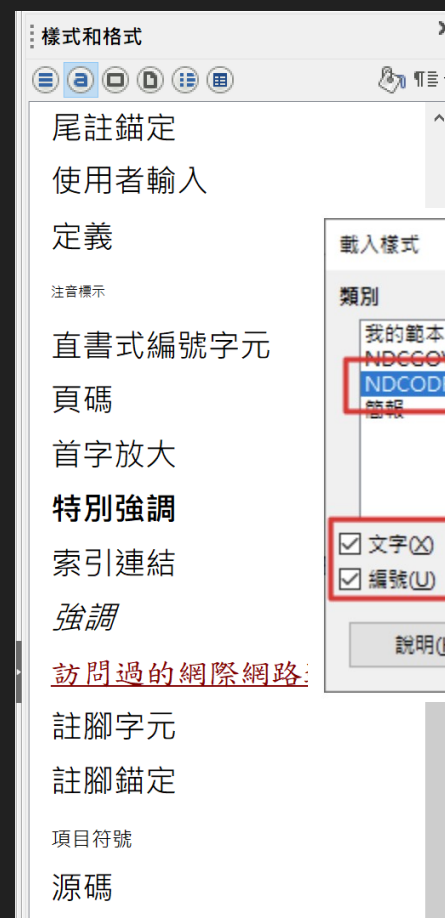 樣式和格式
尾註錨定
使用者輸入
定義
注音標示
直書式編號字元
頁碼
首字放大
特別強調
索引連結
強調
訪問過的網際網路
註腳字元
註腳錨定
項目符號
源碼
載入樣式
類別
我的範本
NDCGOV
NDCODF
簡報
文字(X)
編號(U)
說明(